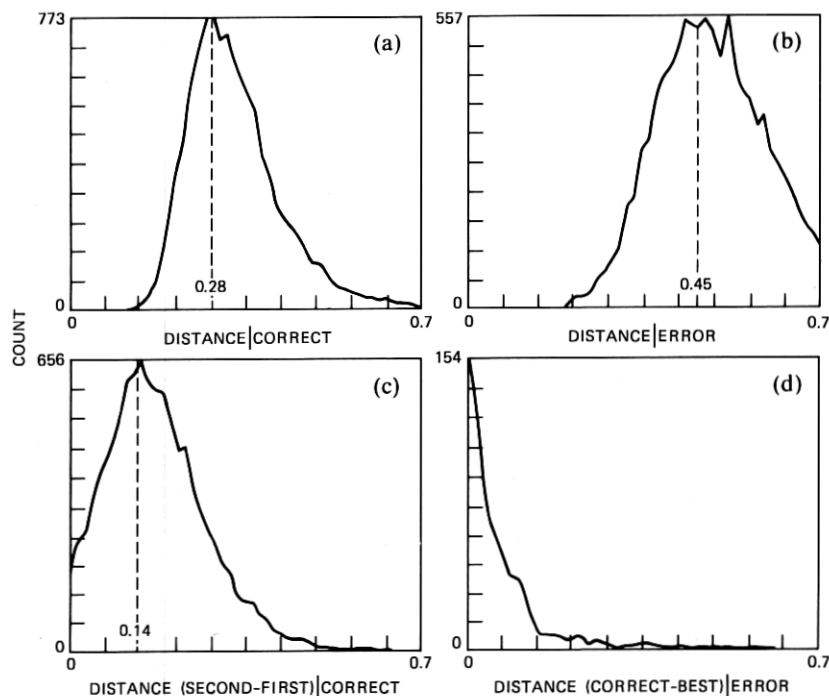 773
(a)
0.28
0
0
0.7
DISTANCE|CORRECT
557
(b)
0.45
0
0
0.7
DISTANCE|ERROR
COUNT
656
(c)
0.14
0
0
0.7
DISTANCE (SECOND-FIRST)|CORRECT
154
(d)
0
0
0.7
DISTANCE (CORRECT-BEST)|ERROR